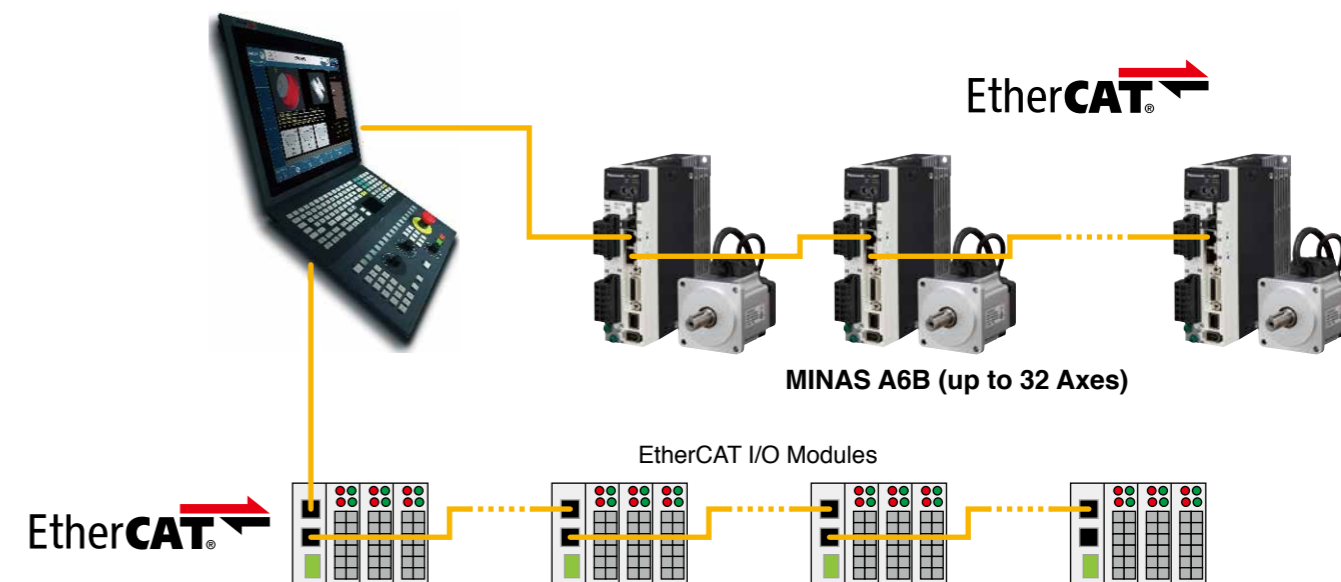 EtherCAT®
MINAS A6B (up to 32 Axes)
EtherCAT I/O Modules
EtherCAT®